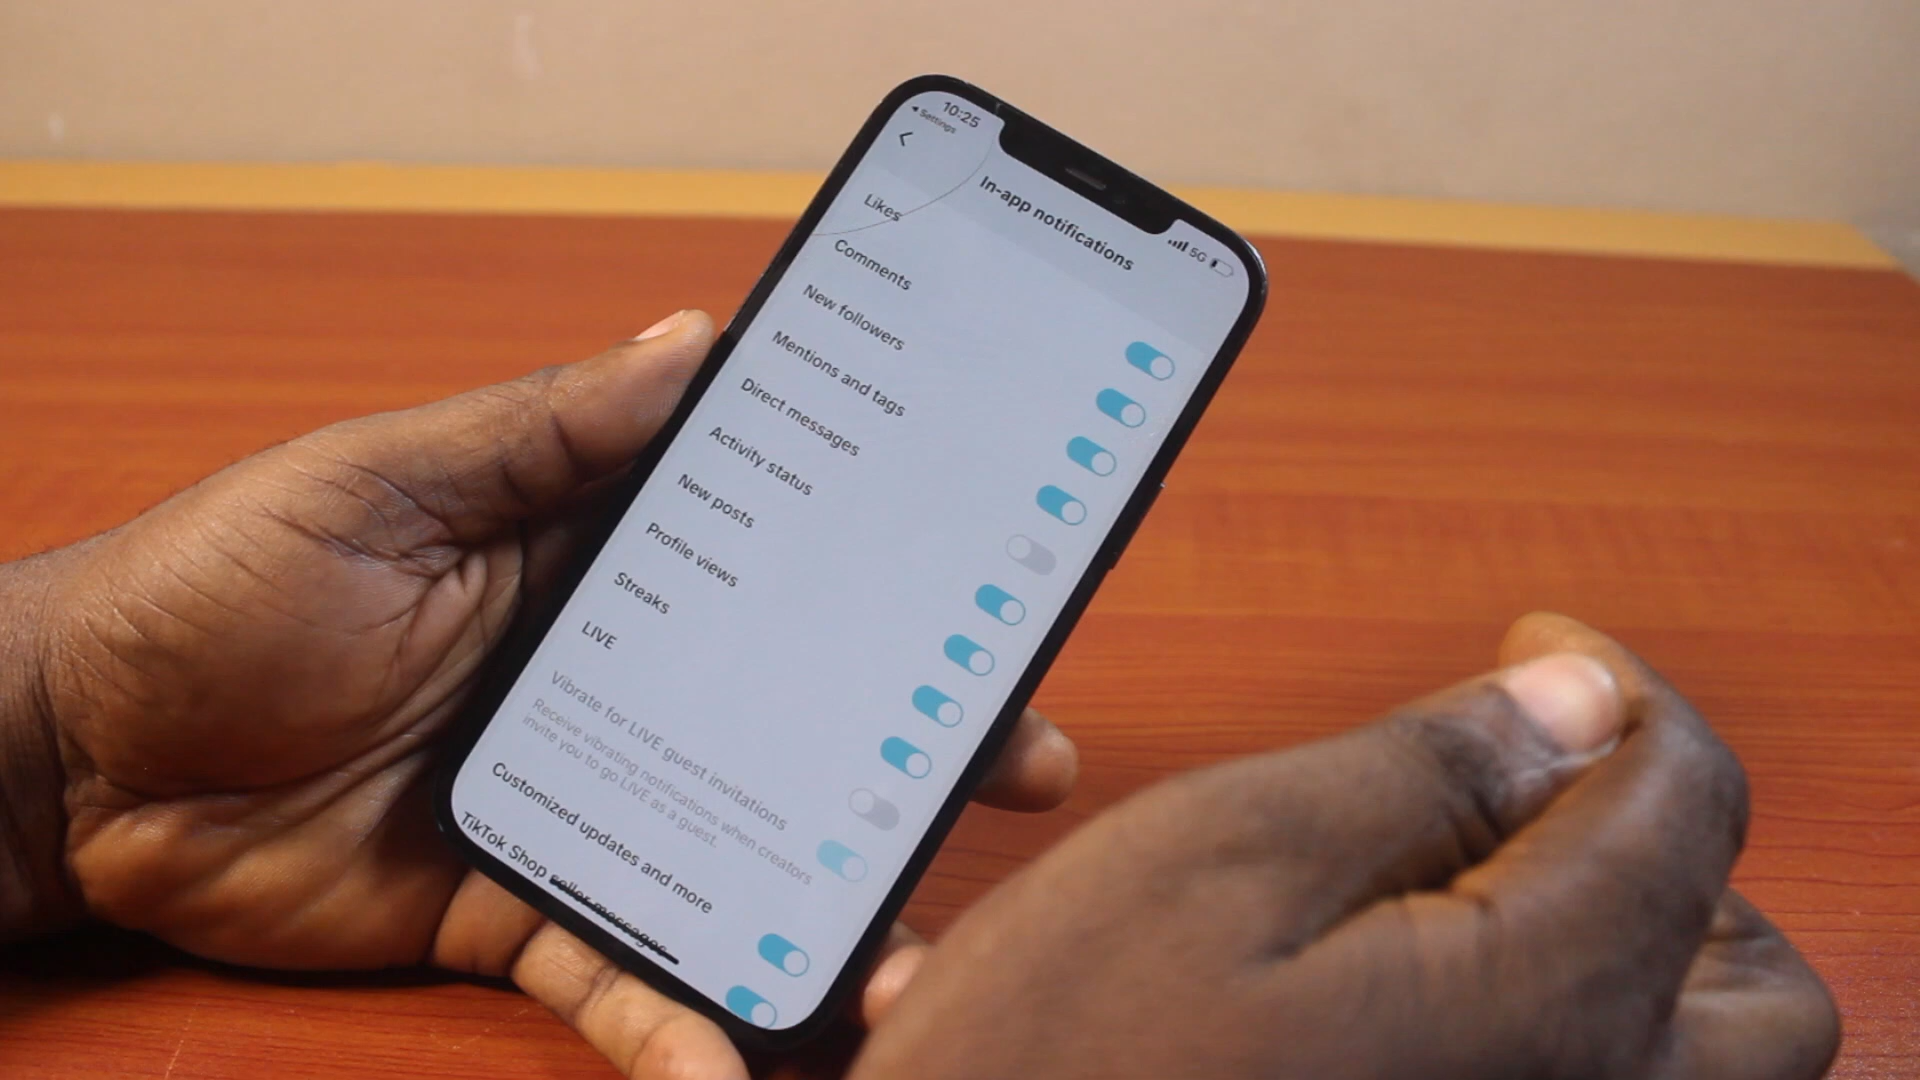 10:25
◂ Settings
5G
In-app notifications
Likes
Comments
New followers
Mentions and tags
Direct messages
Activity status
New posts
Profile views
Streaks
LIVE
Vibrate for LIVE guest invitations
Receive vibrating notifications when creators
invite you to go LIVE as a guest.
Customized updates and more
TikTok Shop seller messages